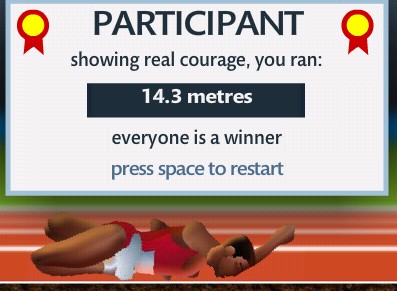 PARTICIPANT
showing real courage, you ran:
14.3 metres
everyone is a winner
press space to restart